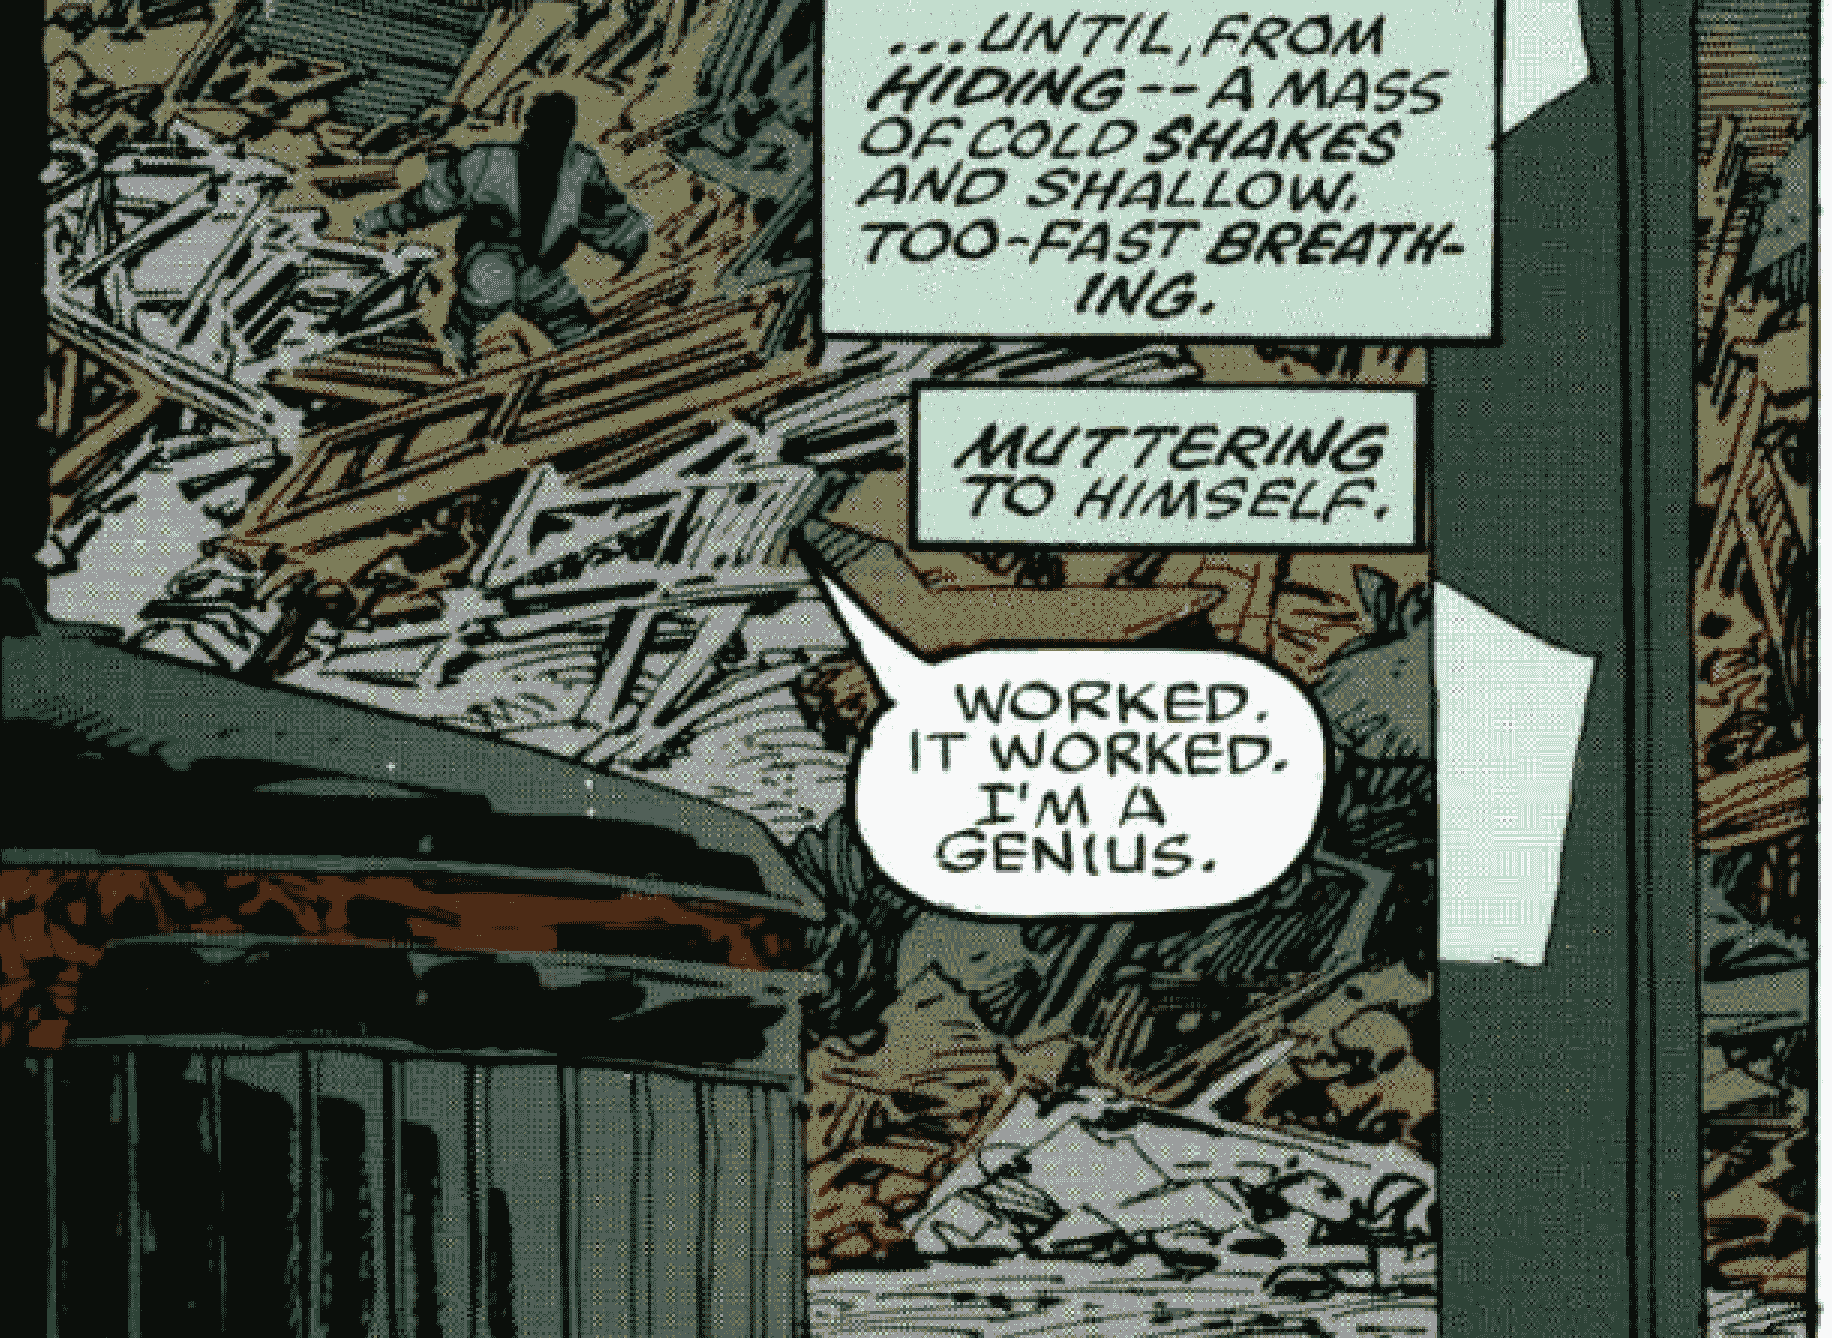 ...UNTIL, FROM
HIDING -- A MASS
OF COLD SHAKES
AND SHALLOW,
TOO-FAST BREATH-
ING.
MUTTERING
TO HIMSELF.
WORKED.
IT WORKED.
I'M A
GENIUS.